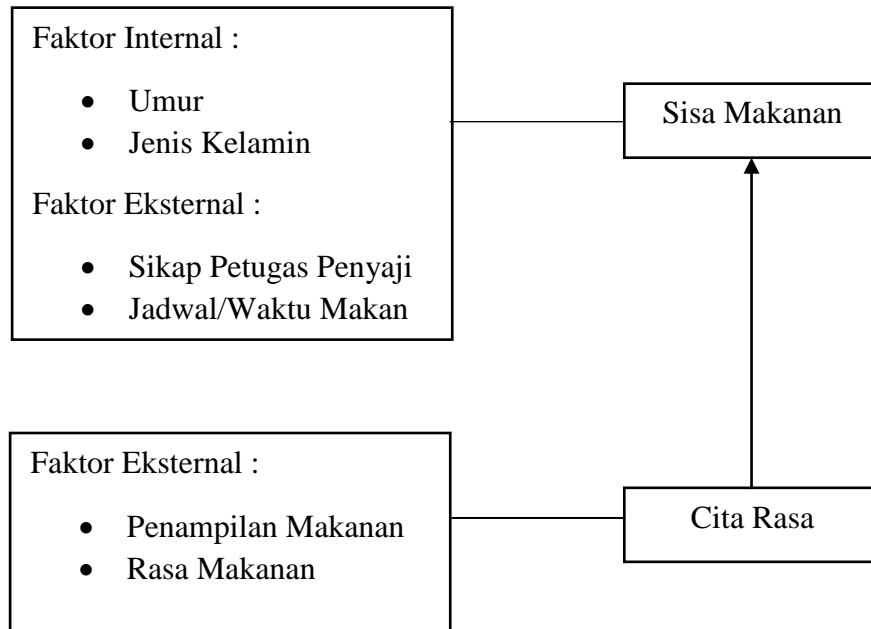 Faktor Internal :
• Umur
• Jenis Kelamin
Faktor Eksternal :
• Sikap Petugas Penyaji
• Jadwal/Waktu Makan
Sisa Makanan
Faktor Eksternal :
• Penampilan Makanan
• Rasa Makanan
Cita Rasa